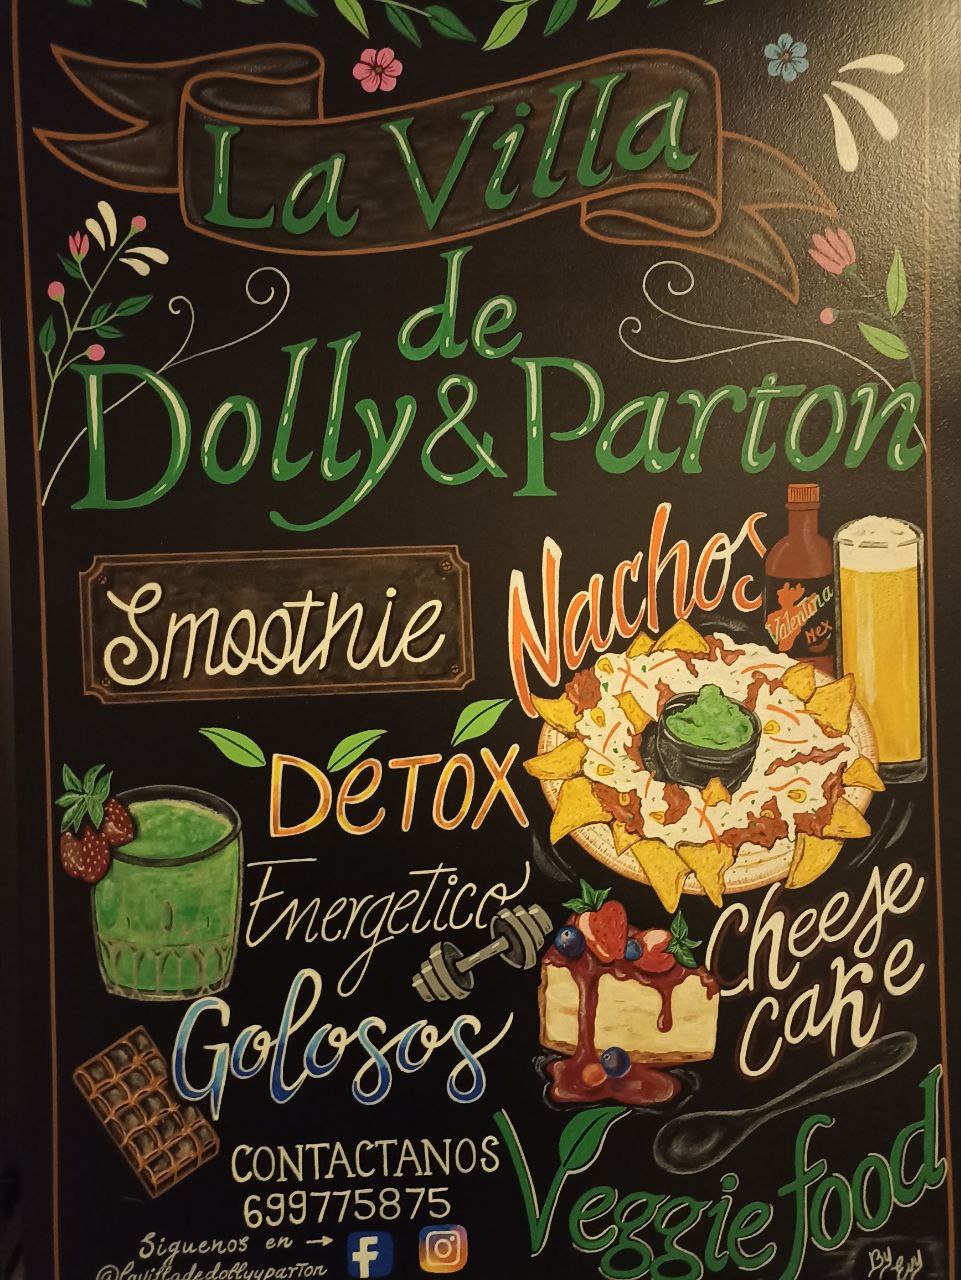 La Villa
de
Dolly & Parton
Smoothie
Nachos
Valentina
Mex
DeTOX
Energetico
Golosos
Cheese
cake
CONTACTANOS
699775875
Siguenos en →
@lavilladedollyyparton
Veggie food
By